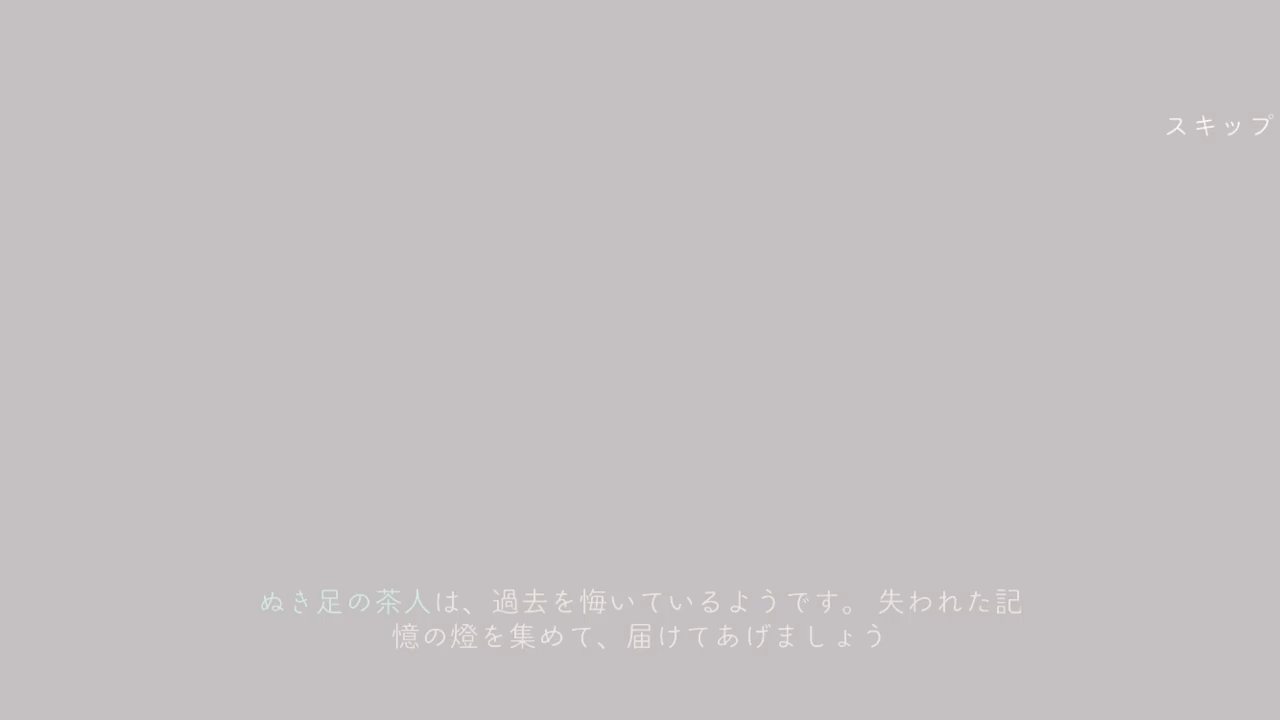 スキップ
ぬき足の茶人は、過去を悔いているようです。 失われた記
憶の燈を集めて、届けてあげましょう